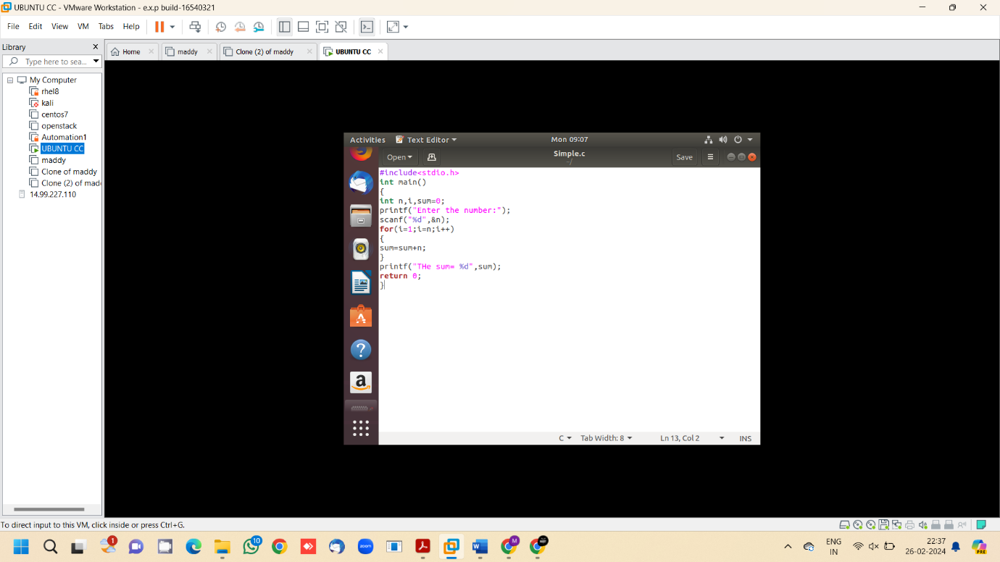 UBUNTU CC - VMware Workstation - e.x.p build-16540321
File Edit View VM Tabs Help
Library
Type here to sea...
Home maddy Clone (2) of maddy UBUNTU CC
My Computer
rhel8
kali
centos7
openstack
Automation1
UBUNTU CC
maddy
Clone of maddy
Clone (2) of mad
14.99.227.110
Activities Text Editor Mon 09:07
Open Simple.c Save
~/
#include<stdio.h>
int main()
{
int n,i,sum=0;
printf("Enter the number:");
scanf("%d",&n);
for(i=1;i=n;i++)
{
sum=sum+n;
}
printf("THe sum= %d",sum);
return 0;
}
C Tab Width: 8 Ln 13, Col 2 INS
To direct input to this VM, click inside or press Ctrl+G.
1 10 zoom W M ENG 22:37 PRE
IN 26-02-2024